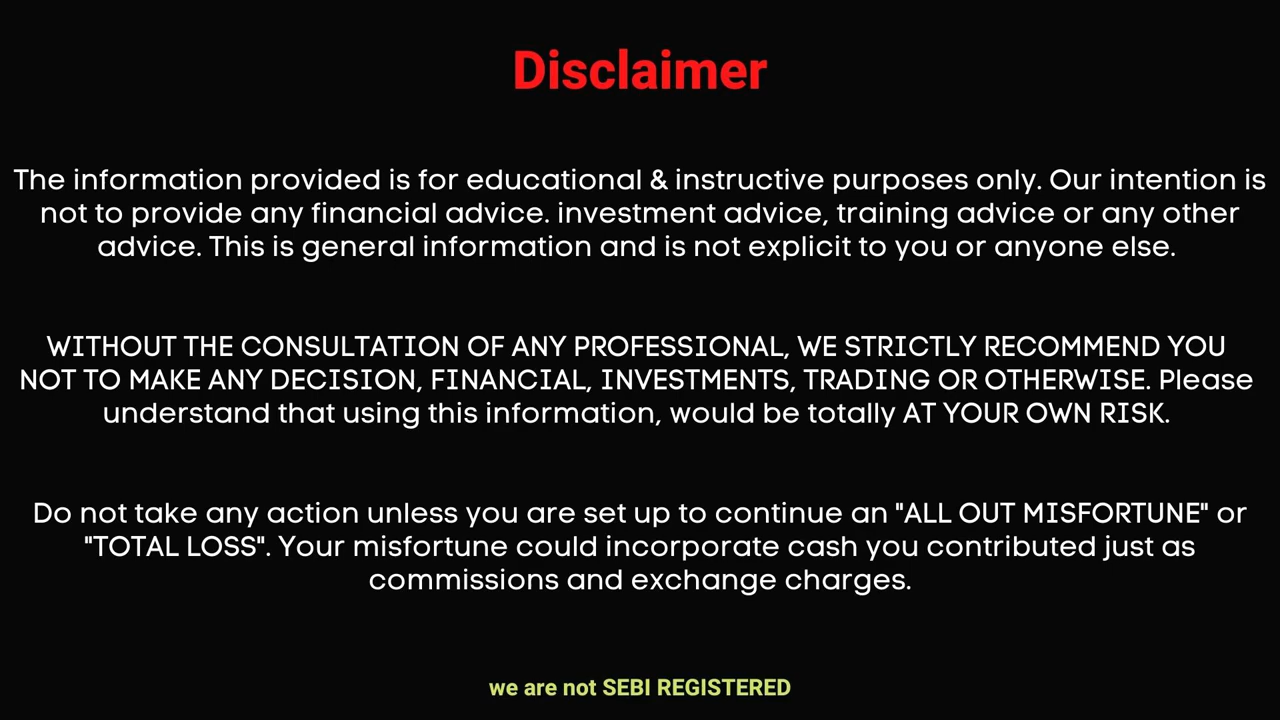 Disclaimer
The information provided is for educational & instructive purposes only. Our intention is
not to provide any financial advice. investment advice, training advice or any other
advice. This is general information and is not explicit to you or anyone else.
WITHOUT THE CONSULTATION OF ANY PROFESSIONAL, WE STRICTLY RECOMMEND YOU
NOT TO MAKE ANY DECISION, FINANCIAL, INVESTMENTS, TRADING OR OTHERWISE. Please
understand that using this information, would be totally AT YOUR OWN RISK.
Do not take any action unless you are set up to continue an "ALL OUT MISFORTUNE" or
"TOTAL LOSS". Your misfortune could incorporate cash you contributed just as
commissions and exchange charges.
we are not SEBI REGISTERED